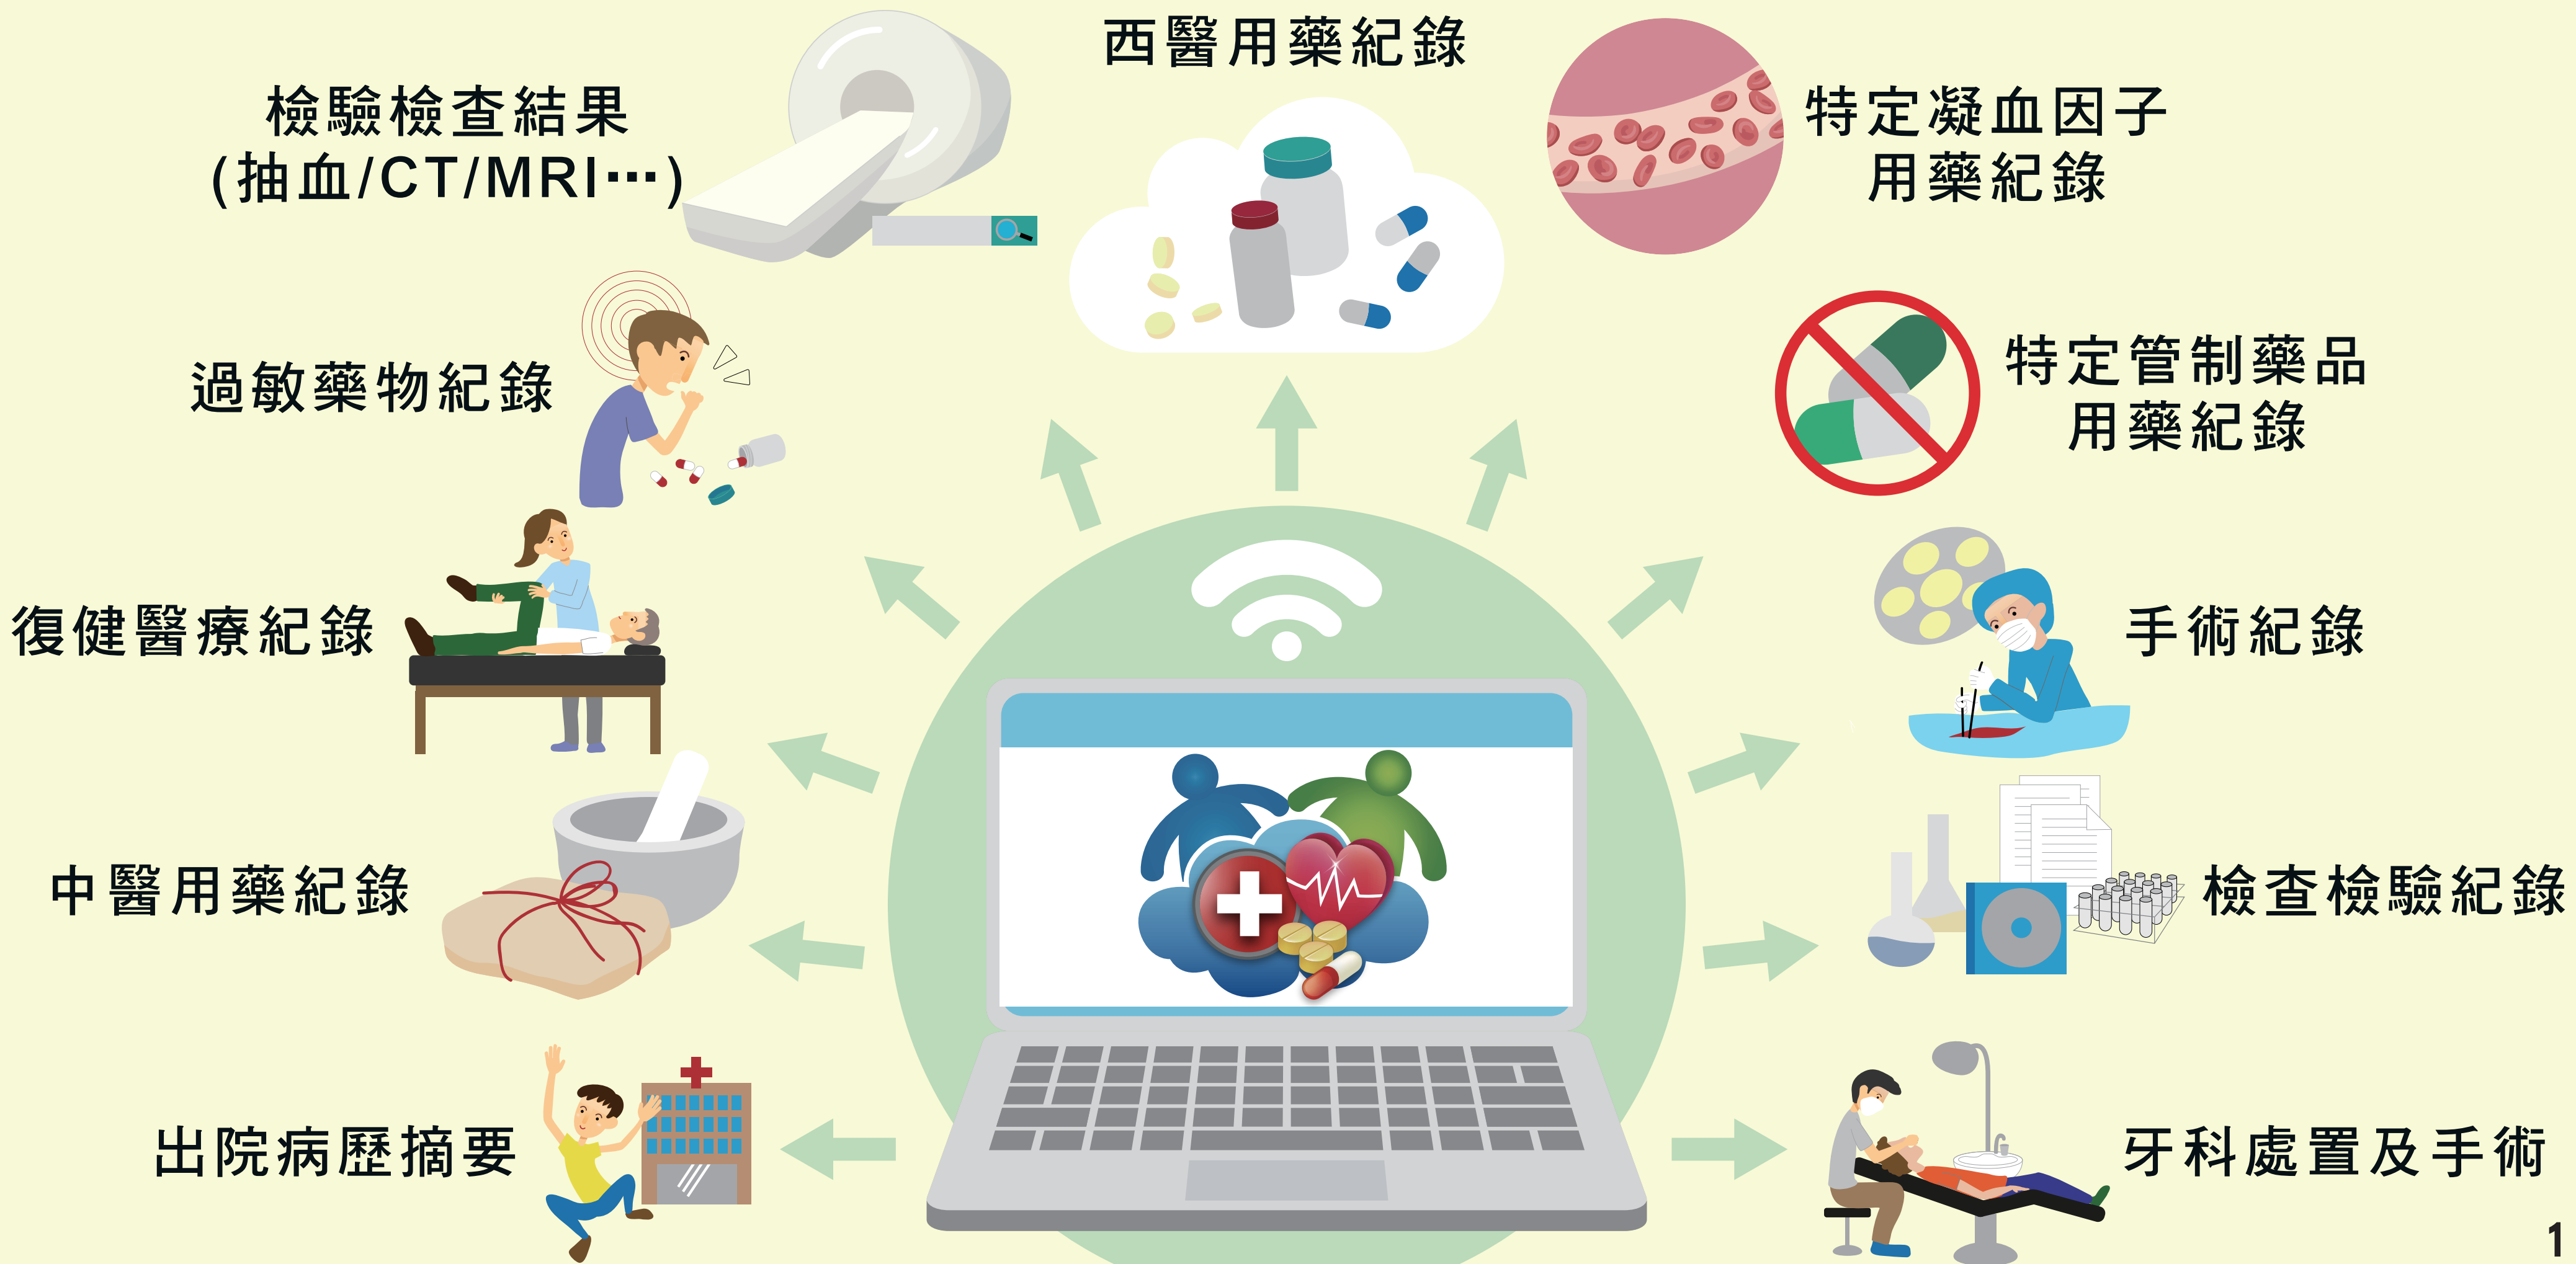 西醫用藥紀錄
檢驗檢查結果
(抽血/CT/MRI⋯)
特定凝血因子
用藥紀錄
過敏藥物紀錄
特定管制藥品
用藥紀錄
復健醫療紀錄
手術紀錄
中醫用藥紀錄
檢查檢驗紀錄
出院病歷摘要
牙科處置及手術
1